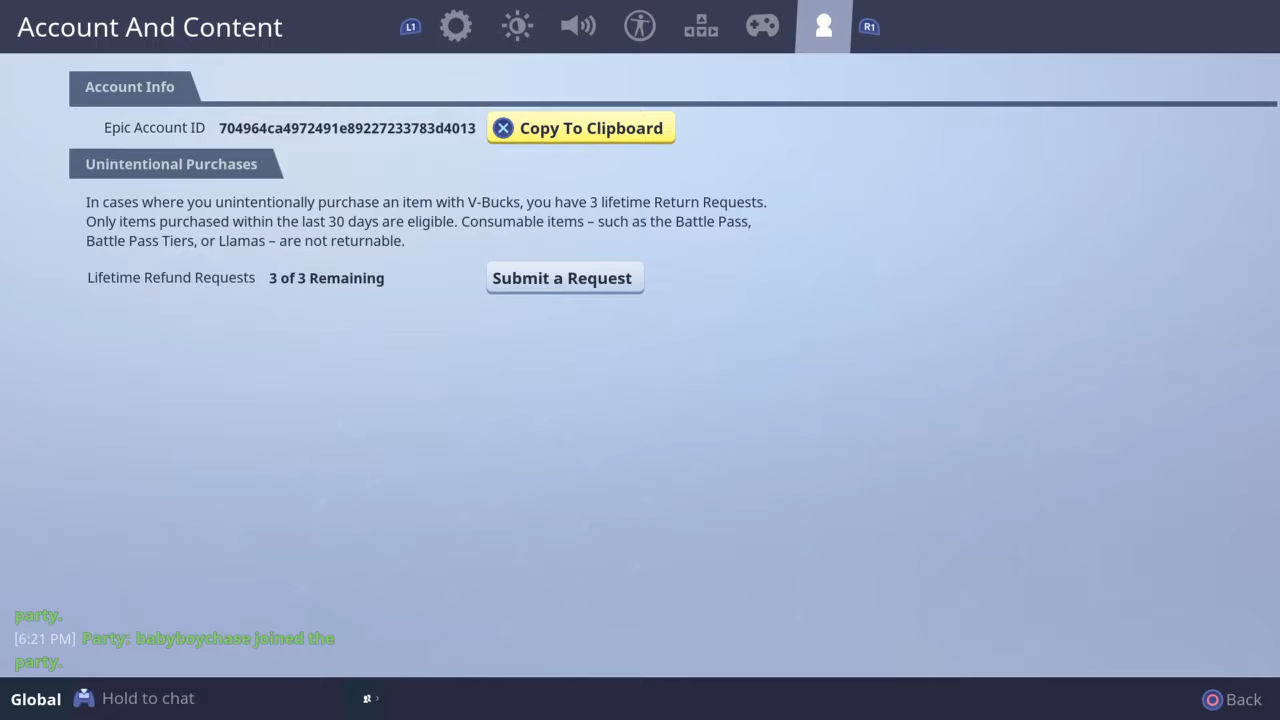 Account And Content
L1
R1
Account Info
Epic Account ID 704964ca4972491e89227233783d4013 Copy To Clipboard
Unintentional Purchases
In cases where you unintentionally purchase an item with V-Bucks, you have 3 lifetime Return Requests.
Only items purchased within the last 30 days are eligible. Consumable items – such as the Battle Pass,
Battle Pass Tiers, or Llamas – are not returnable.
Lifetime Refund Requests 3 of 3 Remaining Submit a Request
party.
[6:21 PM] Party: babyboychase joined the
party.
Global Hold to chat
Back